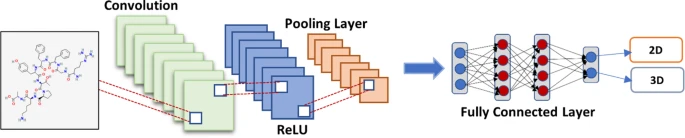 Convolution
Pooling Layer
ReLU
Fully Connected Layer
2D
3D